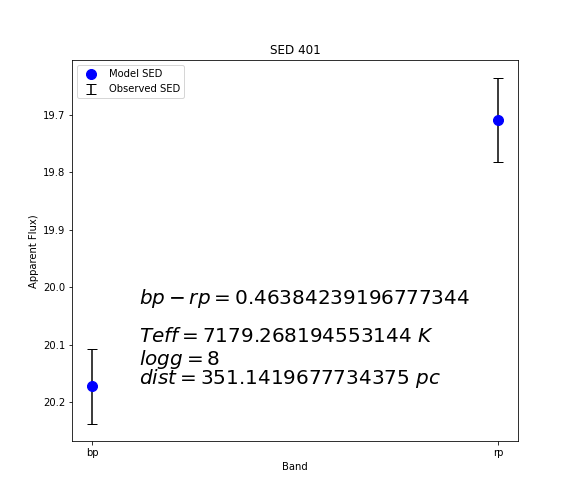 SED 401
Model SED
Observed SED
19.7
19.8
19.9
20.0
20.1
20.2
Apparent Flux)
bp − rp = 0.46384239196777344
Teff = 7179.268194553144 K
logg = 8
dist = 351.1419677734375 pc
bp
rp
Band